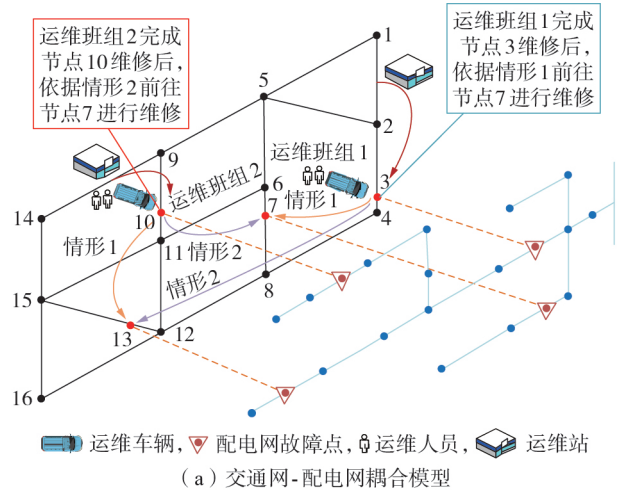 运维班组2完成
节点10维修后，
依据情形2前往
节点7进行维修
运维班组1完成
节点3维修后，
依据情形1前往
节点7进行维修
1
5
2
9
运维班组1
运维班组2
6
情形1
3
14
10
7
4
情形1
11
情形2
情形2
8
15
13
12
16
运维车辆，配电网故障点，运维人员，运维站
（a）交通网-配电网耦合模型